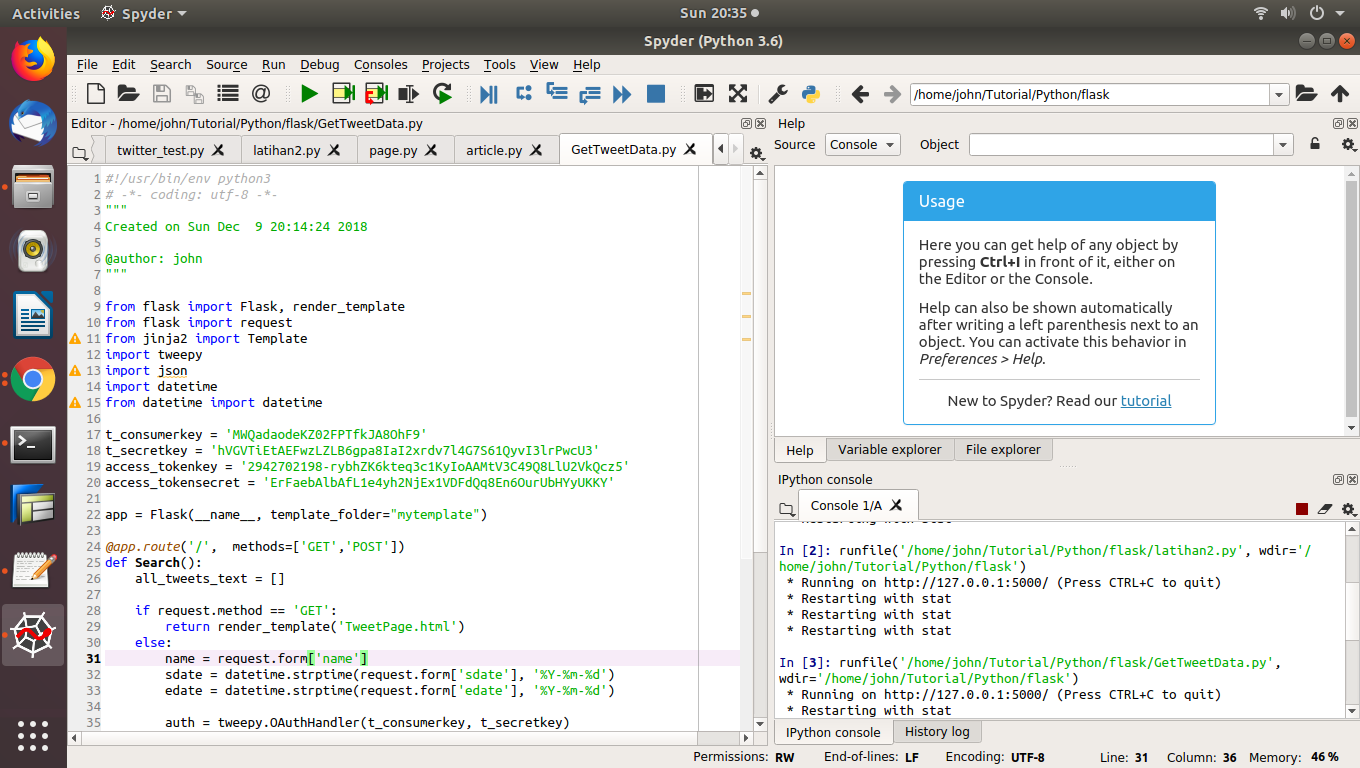 Activities
Spyder
Sun 20:35
Spyder (Python 3.6)
File Edit Search Source Run Debug Consoles Projects Tools View Help
/home/john/Tutorial/Python/flask
Editor - /home/john/Tutorial/Python/flask/GetTweetData.py
twitter_test.py latihan2.py page.py article.py GetTweetData.py
1 #!/usr/bin/env python3
2 # -*- coding: utf-8 -*-
3 """
4 Created on Sun Dec  9 20:14:24 2018
5
6 @author: john
7 """
8
9 from flask import Flask, render_template
10 from flask import request
11 from jinja2 import Template
12 import tweepy
13 import json
14 import datetime
15 from datetime import datetime
16
17 t_consumerkey = 'MWQadaodeKZ02FPTfkJA8OhF9'
18 t_secretkey = 'hVGVTiEtAEFwzLZLB6gpa8IaI2xrdv7l4G7S61QyvI3lrPwcU3'
19 access_tokenkey = '2942702198-rybhZK6kteq3c1KyIoAAMtV3C49Q8LlU2VkQcz5'
20 access_tokensecret = 'ErFaebAlbAfL1e4yh2NjEx1VDFdQq8En6OurUbHYyUKKY'
21
22 app = Flask(__name__, template_folder="mytemplate")
23
24 @app.route('/',  methods=['GET','POST'])
25 def Search():
26     all_tweets_text = []
27
28     if request.method == 'GET':
29         return render_template('TweetPage.html')
30     else:
31         name = request.form['name']
32         sdate = datetime.strptime(request.form['sdate'], '%Y-%m-%d')
33         edate = datetime.strptime(request.form['edate'], '%Y-%m-%d')
34
35         auth = tweepy.OAuthHandler(t_consumerkey, t_secretkey)
Help
Source Console Object
Usage
Here you can get help of any object by
pressing Ctrl+I in front of it, either on
the Editor or the Console.
Help can also be shown automatically
after writing a left parenthesis next to an
object. You can activate this behavior in
Preferences > Help.
New to Spyder? Read our tutorial
Help Variable explorer File explorer
IPython console
Console 1/A
* Restarting with stat
In [2]: runfile('/home/john/Tutorial/Python/flask/latihan2.py', wdir='/
home/john/Tutorial/Python/flask')
* Running on http://127.0.0.1:5000/ (Press CTRL+C to quit)
* Restarting with stat
* Restarting with stat
* Restarting with stat
In [3]: runfile('/home/john/Tutorial/Python/flask/GetTweetData.py',
wdir='/home/john/Tutorial/Python/flask')
* Running on http://127.0.0.1:5000/ (Press CTRL+C to quit)
* Restarting with stat
IPython console History log
Permissions: RW End-of-lines: LF Encoding: UTF-8 Line: 31 Column: 36 Memory: 46 %